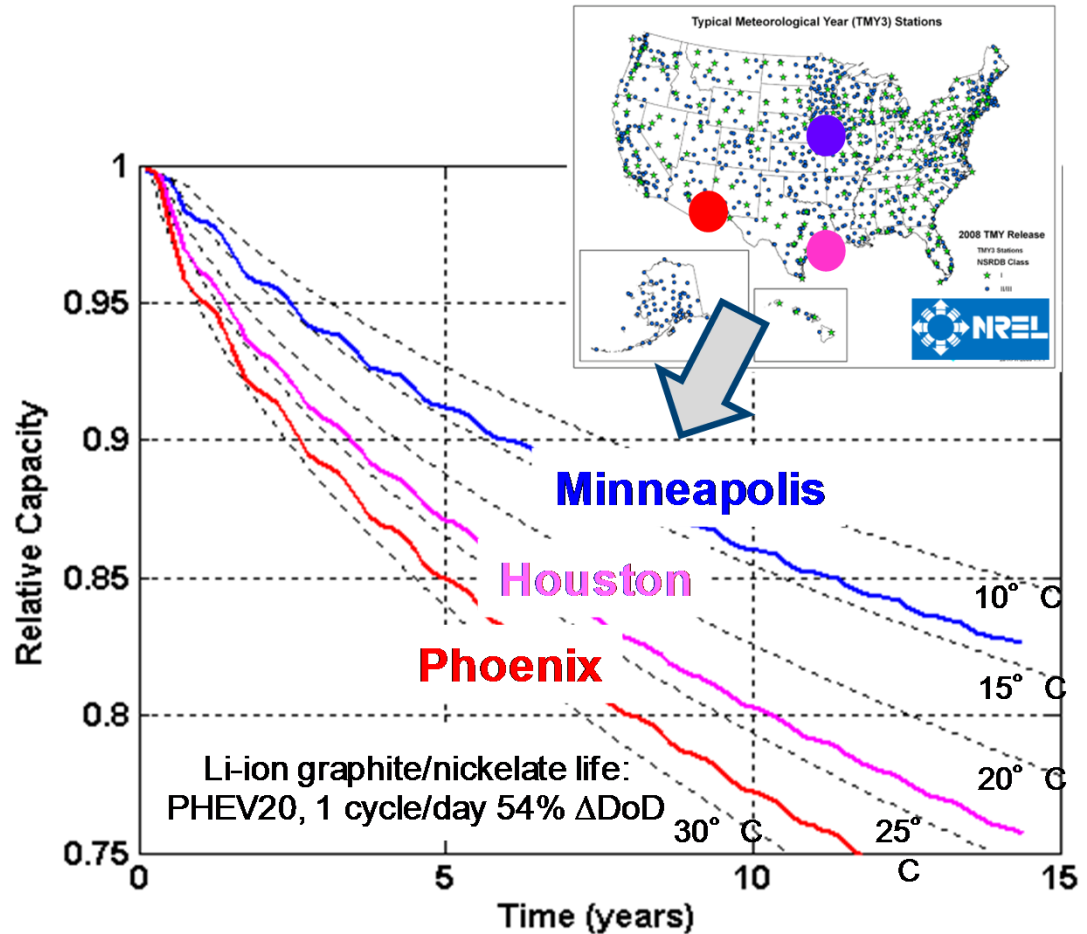 Typical Meteorological Year (TMY3) Stations
2008 TMY Release
TMY3 Stations
NSRDB Class
I
II/III
NREL
1
0.95
0.9
0.85
0.8
0.75
Relative Capacity
Minneapolis
Houston
Phoenix
10° C
15° C
20° C
25°
C
30° C
Li-ion graphite/nickelate life:
PHEV20, 1 cycle/day 54% ΔDoD
0
5
10
15
Time (years)